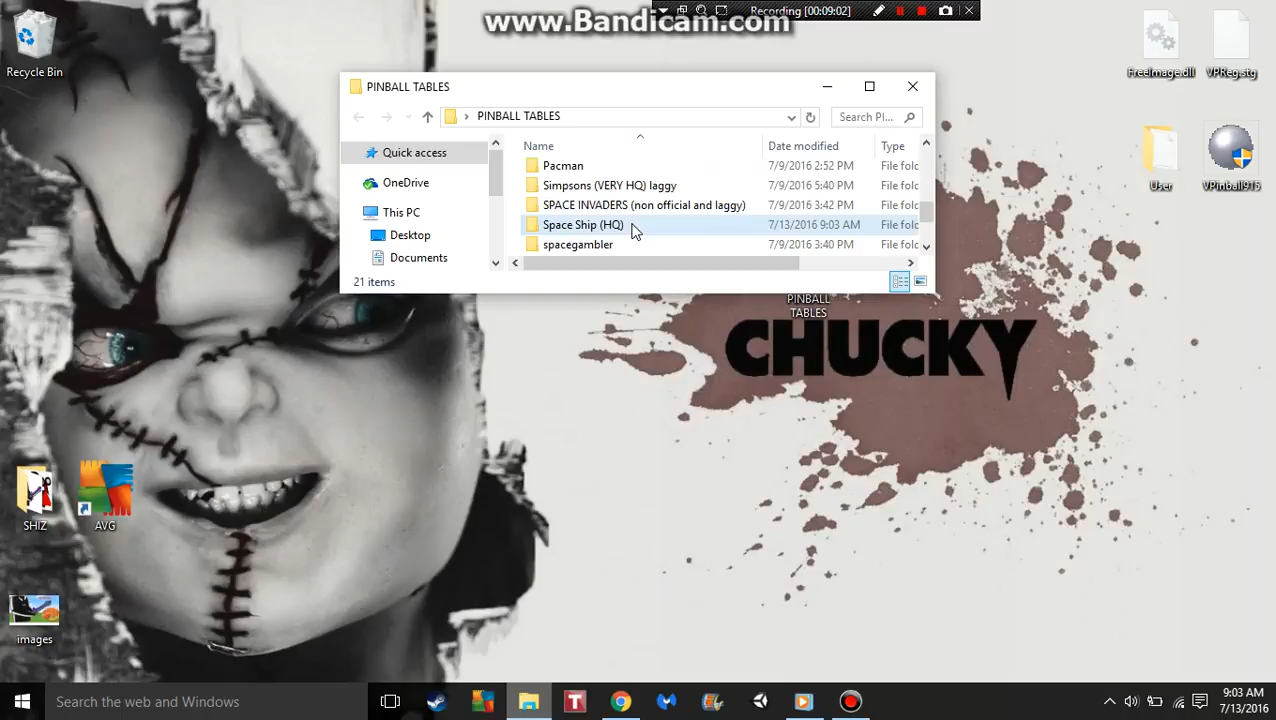 www.Bandicam.com
Recording [00:09:02]
Recycle Bin
FreeImage.dll
VPReg.stg
PINBALL TABLES
PINBALL TABLES
Search Pl...
Quick access
OneDrive
This PC
Desktop
Documents
Name Date modified Type
Pacman 7/9/2016 2:52 PM File folc
Simpsons (VERY HQ) laggy 7/9/2016 5:40 PM File folc
SPACE INVADERS (non official and laggy) 7/9/2016 3:42 PM File folc
Space Ship (HQ) 7/13/2016 9:03 AM File folc
spacegambler 7/9/2016 3:40 PM File folc
21 items
User
VPinball915
PINBALL
TABLES
CHUCKY
SHIZ
AVG
images
Search the web and Windows
T
9:03 AM
7/13/2016